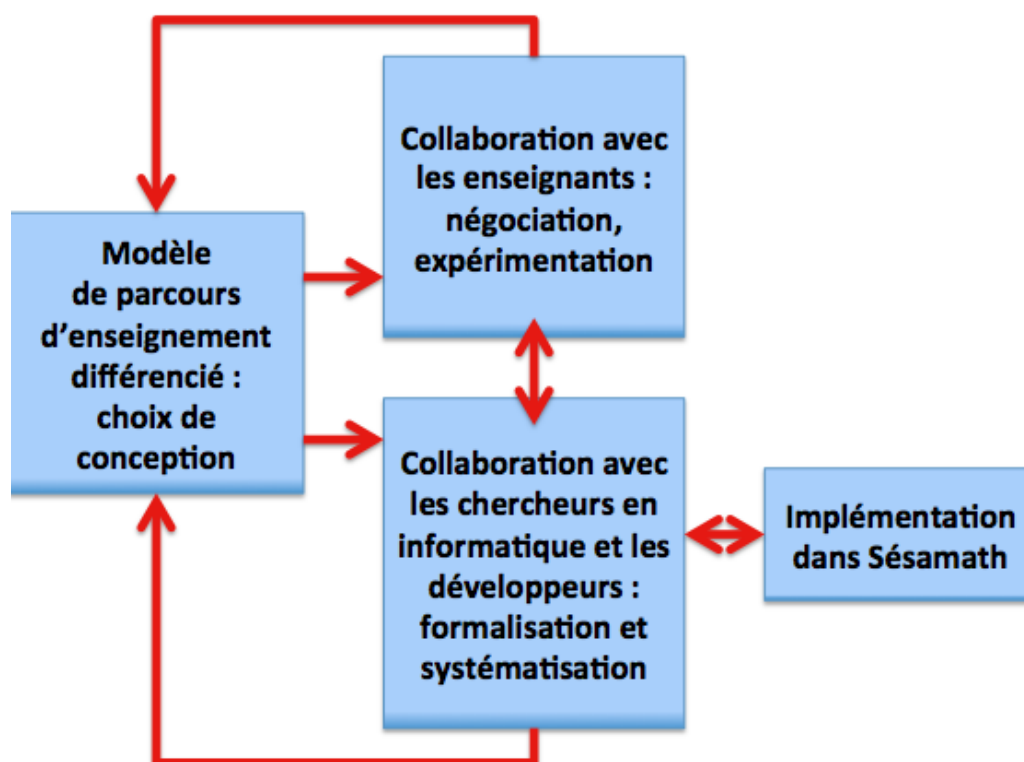 Collaboration avec
les enseignants :
négociation,
expérimentation
Modèle
de parcours
d’enseignement
différencié :
choix de
conception
Collaboration avec
les chercheurs en
informatique et les
développeurs :
formalisation et
systématisation
Implémentation
dans Sésamath